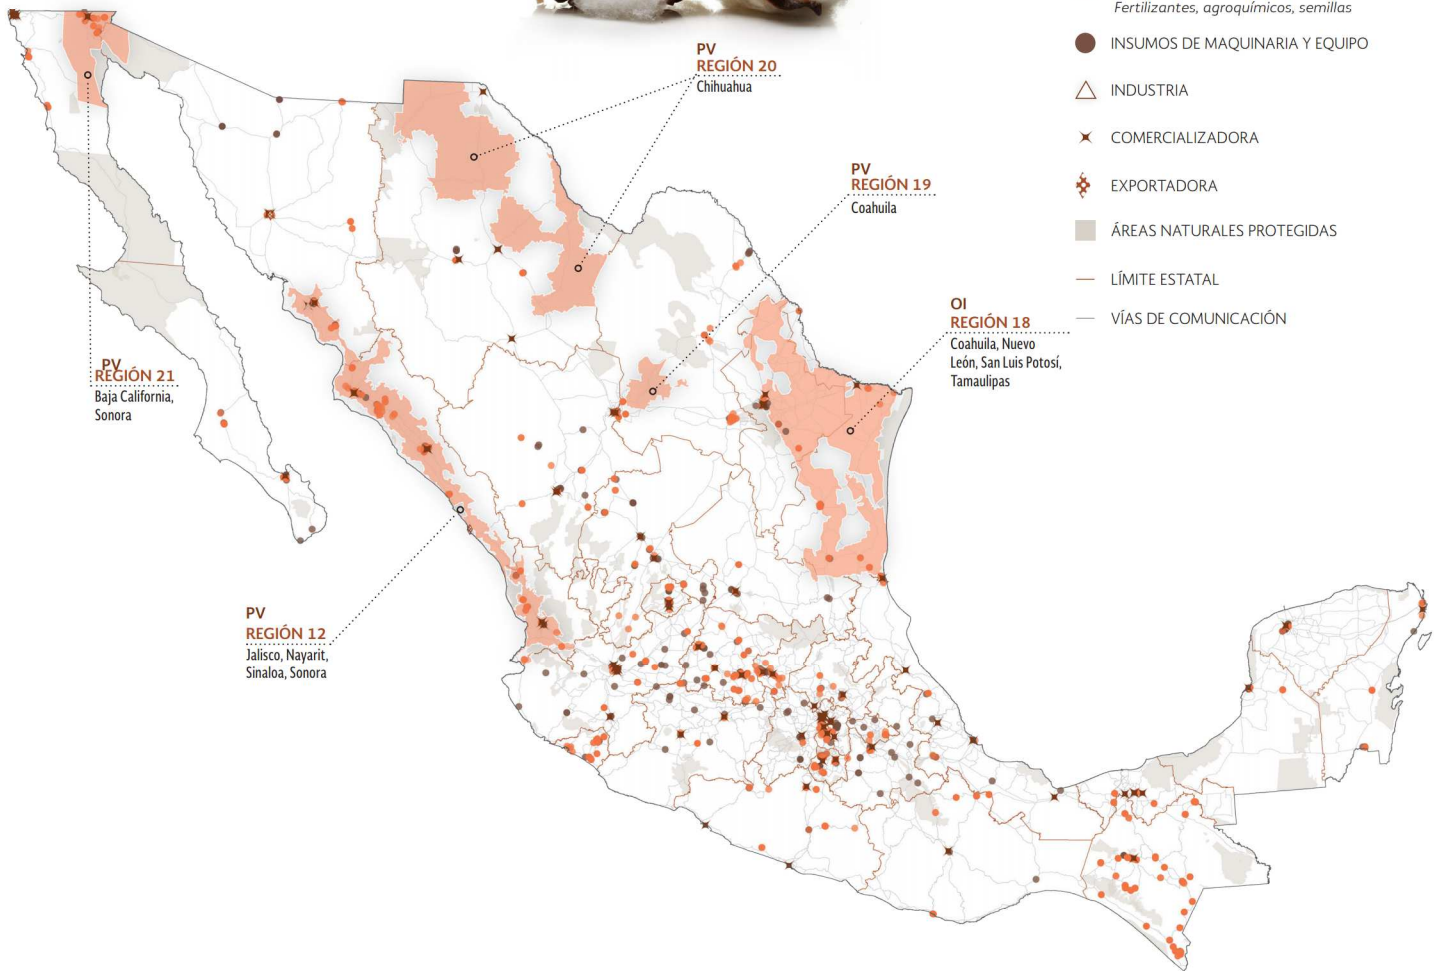 Fertilizantes, agroquímicos, semillas
INSUMOS DE MAQUINARIA Y EQUIPO
INDUSTRIA
COMERCIALIZADORA
EXPORTADORA
ÁREAS NATURALES PROTEGIDAS
LÍMITE ESTATAL
VÍAS DE COMUNICACIÓN
PV
REGIÓN 20
Chihuahua
PV
REGIÓN 19
Coahuila
OI
REGIÓN 18
Coahuila, Nuevo
León, San Luis Potosí,
Tamaulipas
PV
REGIÓN 21
Baja California,
Sonora
PV
REGIÓN 12
Jalisco, Nayarit,
Sinaloa, Sonora